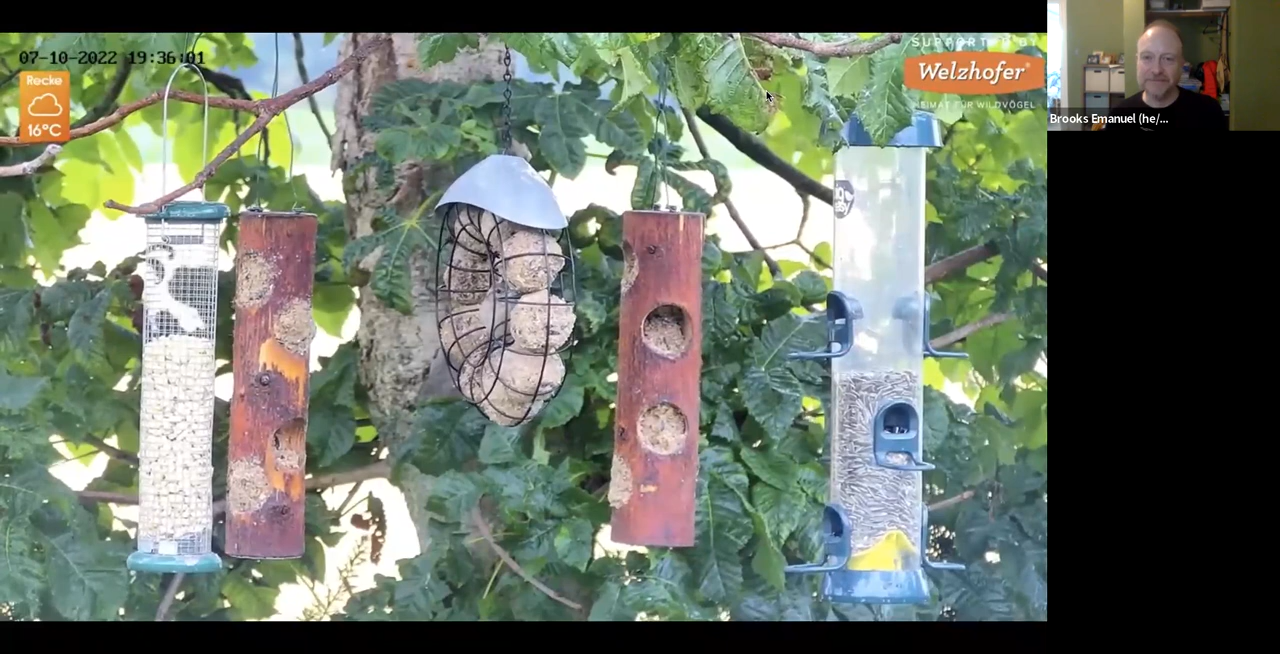 07-10-2022 19:36:01
Recke
16°C
SUPPORTED BY
Welzhofer®
HEIMAT FÜR WILDVÖGEL
Brooks Emanuel (he/...